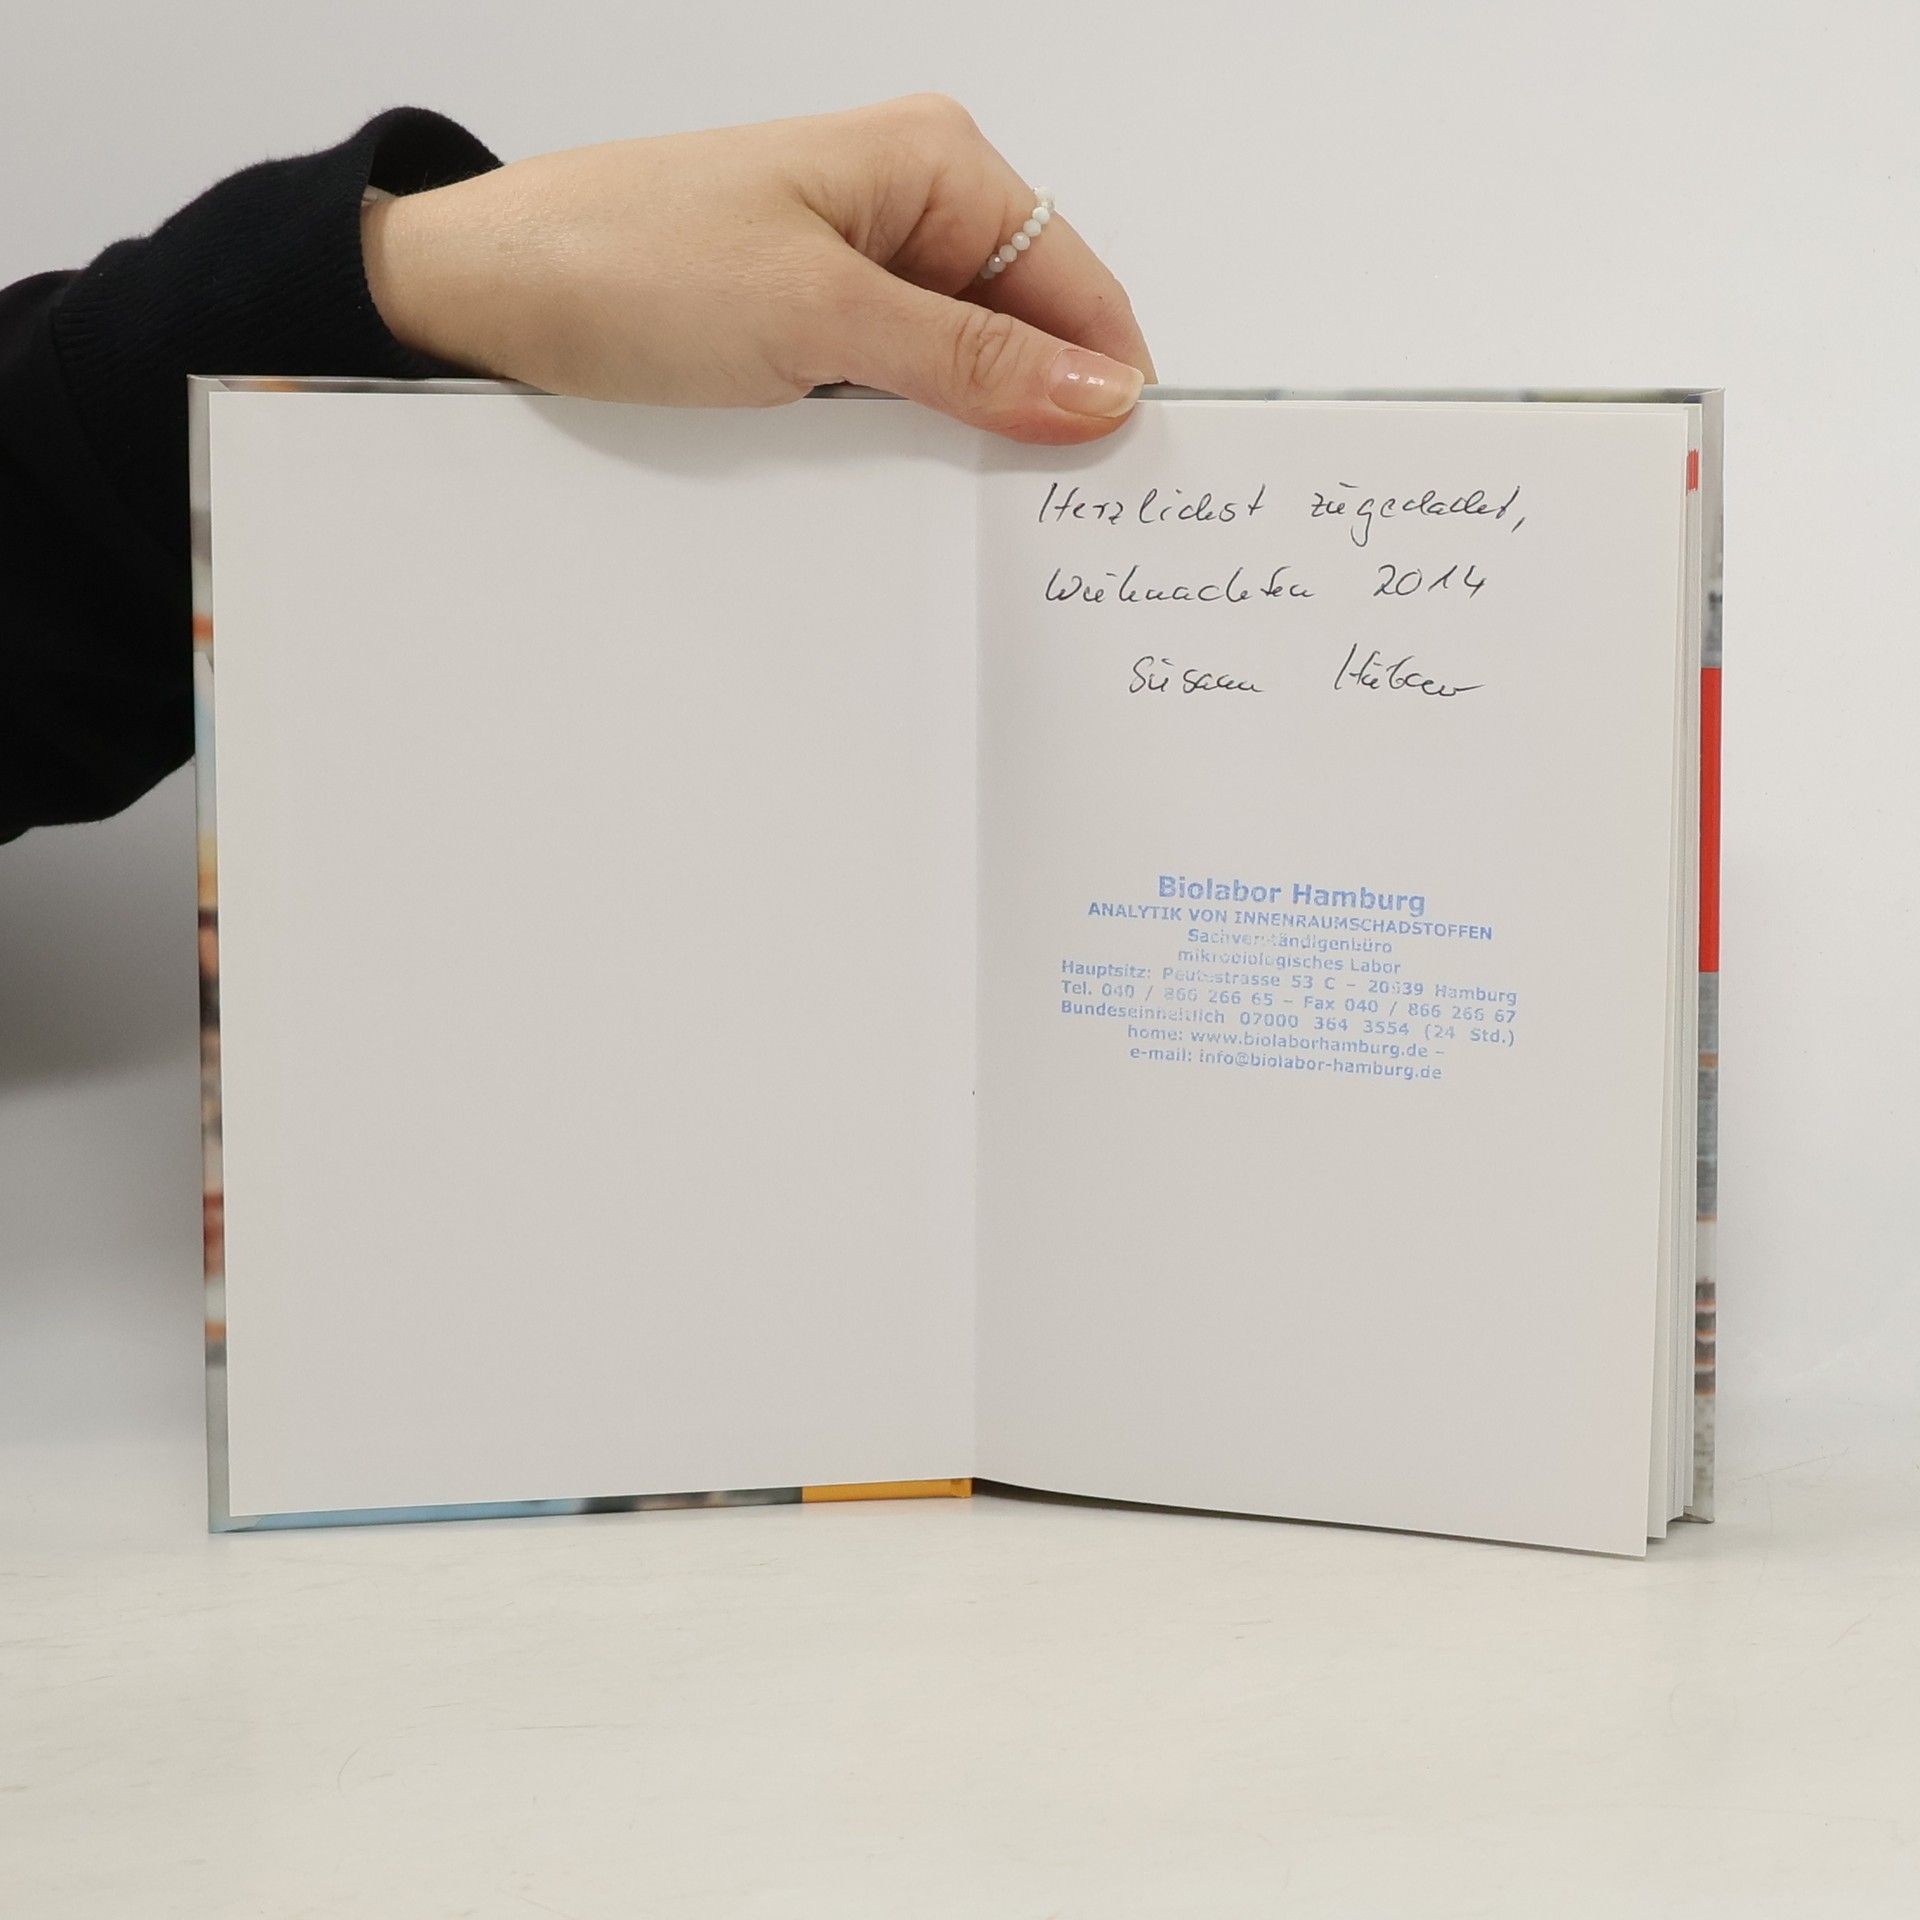 Herzlichst zugedacht,
Weihnachten 2014
Susann
Biolabor Hamburg
ANALYTIK VON INNENRAUMSCHADSTOFFEN
Sachverständigenbüro
mikrobiologisches Labor
Hauptsitz: Peutestrasse 53 C – 20539 Hamburg
Tel. 040 / 866 266 65 – Fax 040 / 866 266 67
Bundeseinheitlich 07000 364 3554 (24 Std.)
home: www.biolaborhamburg.de –
e-mail: info@biolabor-hamburg.de